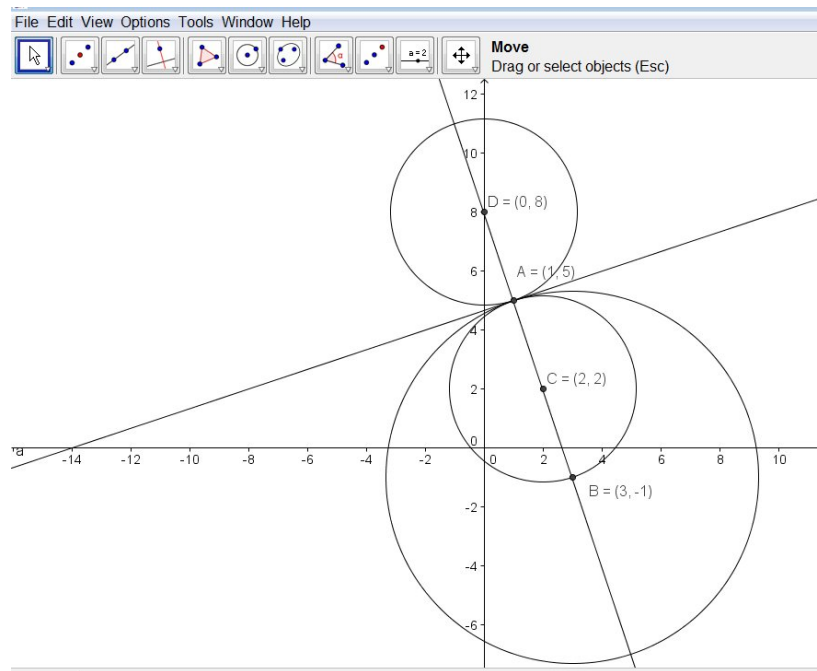 File Edit View Options Tools Window Help
a=2
Move
Drag or select objects (Esc)
12
10
D = (0, 8)
8
A = (1, 5)
6
4
C = (2, 2)
2
0
a
-14 -12 -10 -8 -6 -4 -2 0 2 4 6 8 10
B = (3, -1)
-2
-4
-6